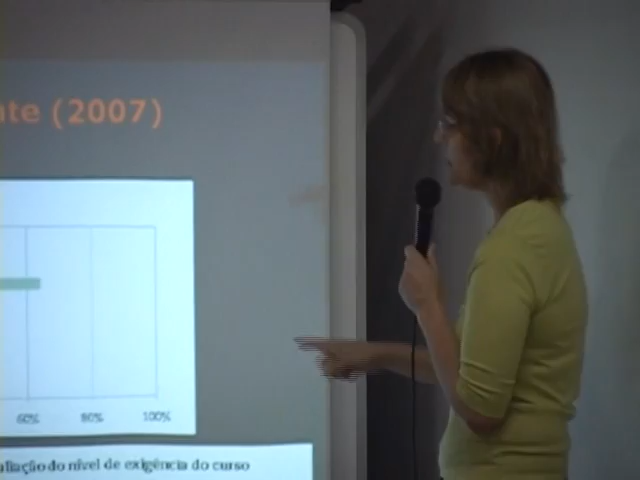 nte (2007)
60% 80% 100%
aliação do nível de exigência do curso